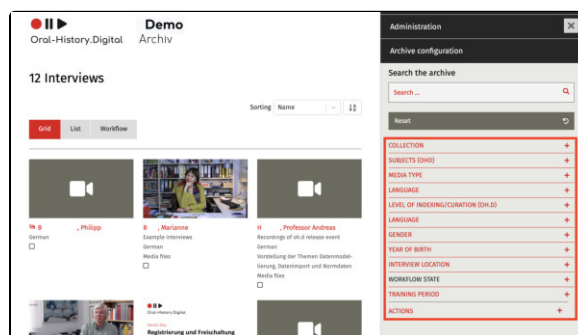 Oral-History.Digital
Demo
Archiv
12 Interviews
Sorting Name
Grid List Workflow
B , Philipp
German
B , Marianne
Example Interviews
German
Media files
H , Professor Andreas
Recordings of oh.d release event
German
Vorstellung der Themen Datenmodel-
lierung, Datenimport und Normdaten
Media files
Oral-History.Digital
Registrierung und Freischaltung
Administration
Archive configuration
Search the archive
Search ...
Reset
COLLECTION +
SUBJECTS (OHD) +
MEDIA TYPE +
LANGUAGE +
LEVEL OF INDEXING/CURATION (OH.D) +
LANGUAGE +
GENDER +
YEAR OF BIRTH +
INTERVIEW LOCATION +
WORKFLOW STATE +
TRAINING PERIOD +
ACTIONS +